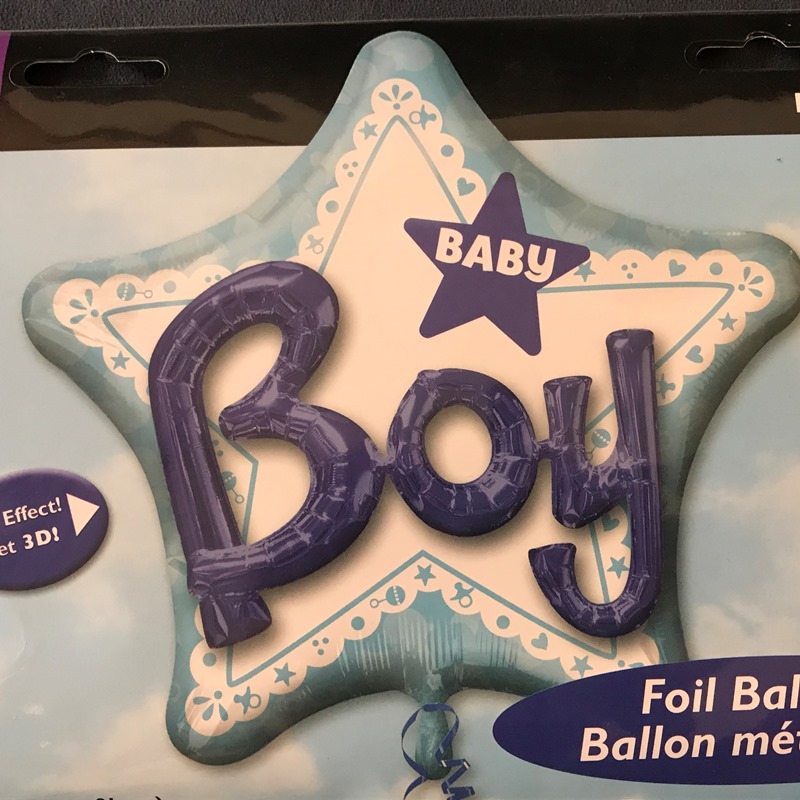 BABY
Boy
Effect!
et 3D!
Foil Bal
Ballon mét